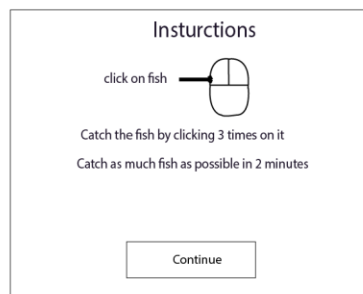 Insturctions
click on fish
Catch the fish by clicking 3 times on it
Catch as much fish as possible in 2 minutes
Continue